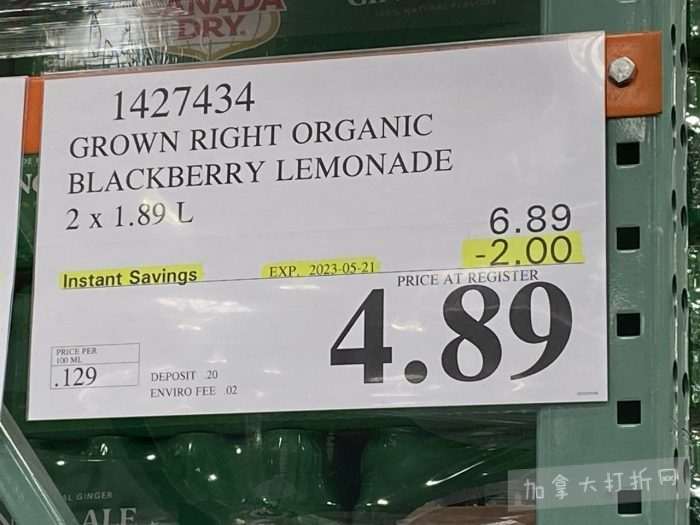 CANADA
DRY
1427434
GROWN RIGHT ORGANIC
BLACKBERRY LEMONADE
2 x 1.89 L
6.89
-2.00
Instant Savings EXP. 2023-05-21
PRICE AT REGISTER
4.89
PRICE PER
100 ML
.129
DEPOSIT .20
ENVIRO FEE .02
GINGER
ALE
加拿大打折网